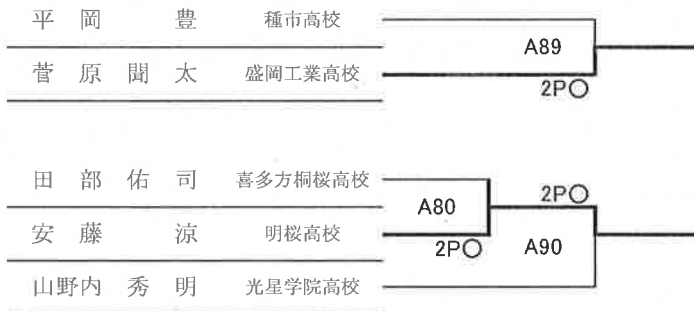 平岡 豊 種市高校
A89
菅原聞太 盛岡工業高校
2P○
田部佑司 喜多方桐桜高校
2P○
A80
安藤 涼 明桜高校
2P○
A90
山野内秀明 光星学院高校